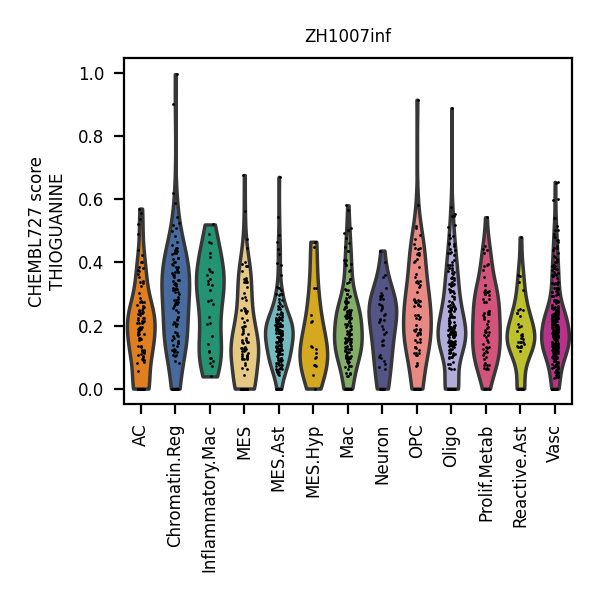 ZH1007inf
CHEMBL727 score
THIOGUANINE
1.0
0.8
0.6
0.4
0.2
0.0
AC
Chromatin.Reg
Inflammatory.Mac
MES
MES.Ast
MES.Hyp
Mac
Neuron
OPC
Oligo
Prolif.Metab
Reactive.Ast
Vasc